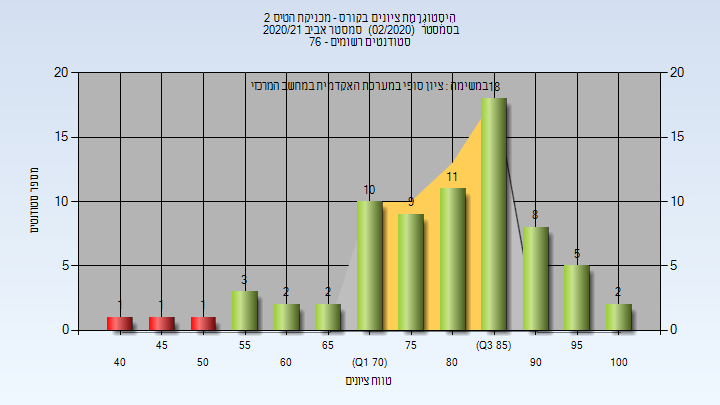 היסטוגרמת ציונים בקורס - מכניקת הטיס 2
בסמסטר (02/2020) סמסטר אביב 2020/21
סטודנטים רשומים - 76
במשימה : ציון סופי במערכת האקדמית במחשב המרכזי
20 20
15 15
10 10
5 5
0 0
מספר סטודנטים
1 1 1 3 2 2 10 9 11 18 8 5 2
45 55 65 75 (Q3 85) 95
40 50 60 (Q1 70) 80 90 100
טווח ציונים